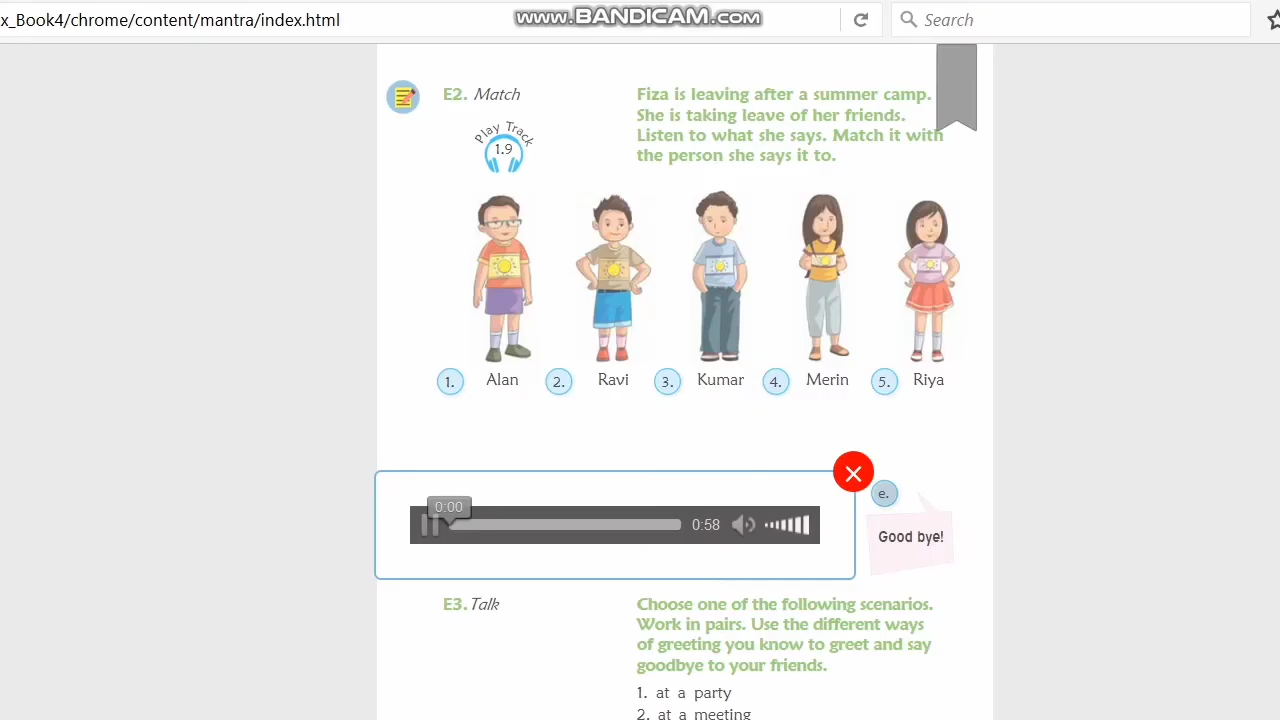 x_Book4/chrome/content/mantra/index.html
www.BANDICAM.com
Search
E2. Match
Play Track
1.9
Fiza is leaving after a summer camp.
She is taking leave of her friends.
Listen to what she says. Match it with
the person she says it to.
1. Alan
2. Ravi
3. Kumar
4. Merin
5. Riya
0:00
0:58
e.
Good bye!
E3. Talk
Choose one of the following scenarios.
Work in pairs. Use the different ways
of greeting you know to greet and say
goodbye to your friends.
1. at a party
2. at a meeting